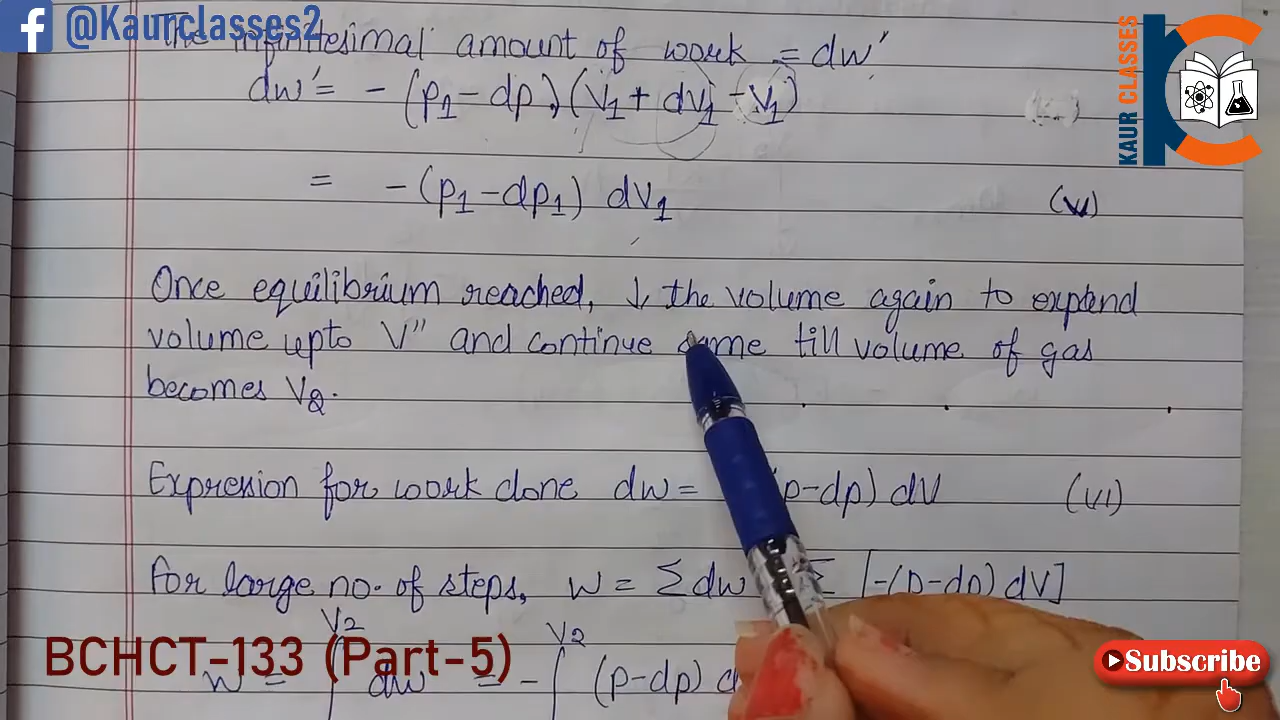 @Kaurclasses2
The infinitesimal amount of work = dw'
dw' = -(p1 - dp1)(V1 + dV1 - V1)
= -(p1 - dp1) dV1 (v)
Once equilibrium reached, ↓ the volume again to expand
volume upto V" and continue same till volume of gas
becomes V2.
Expression for work done dw = (p-dp) dV (VI)
For large no. of steps, W = Σdw Σ [-(p-dp) dV]
V2 V2
W = ∫ dw = -∫ (p-dp)
BCHCT-133 (Part-5)
KAUR CLASSES
Subscribe